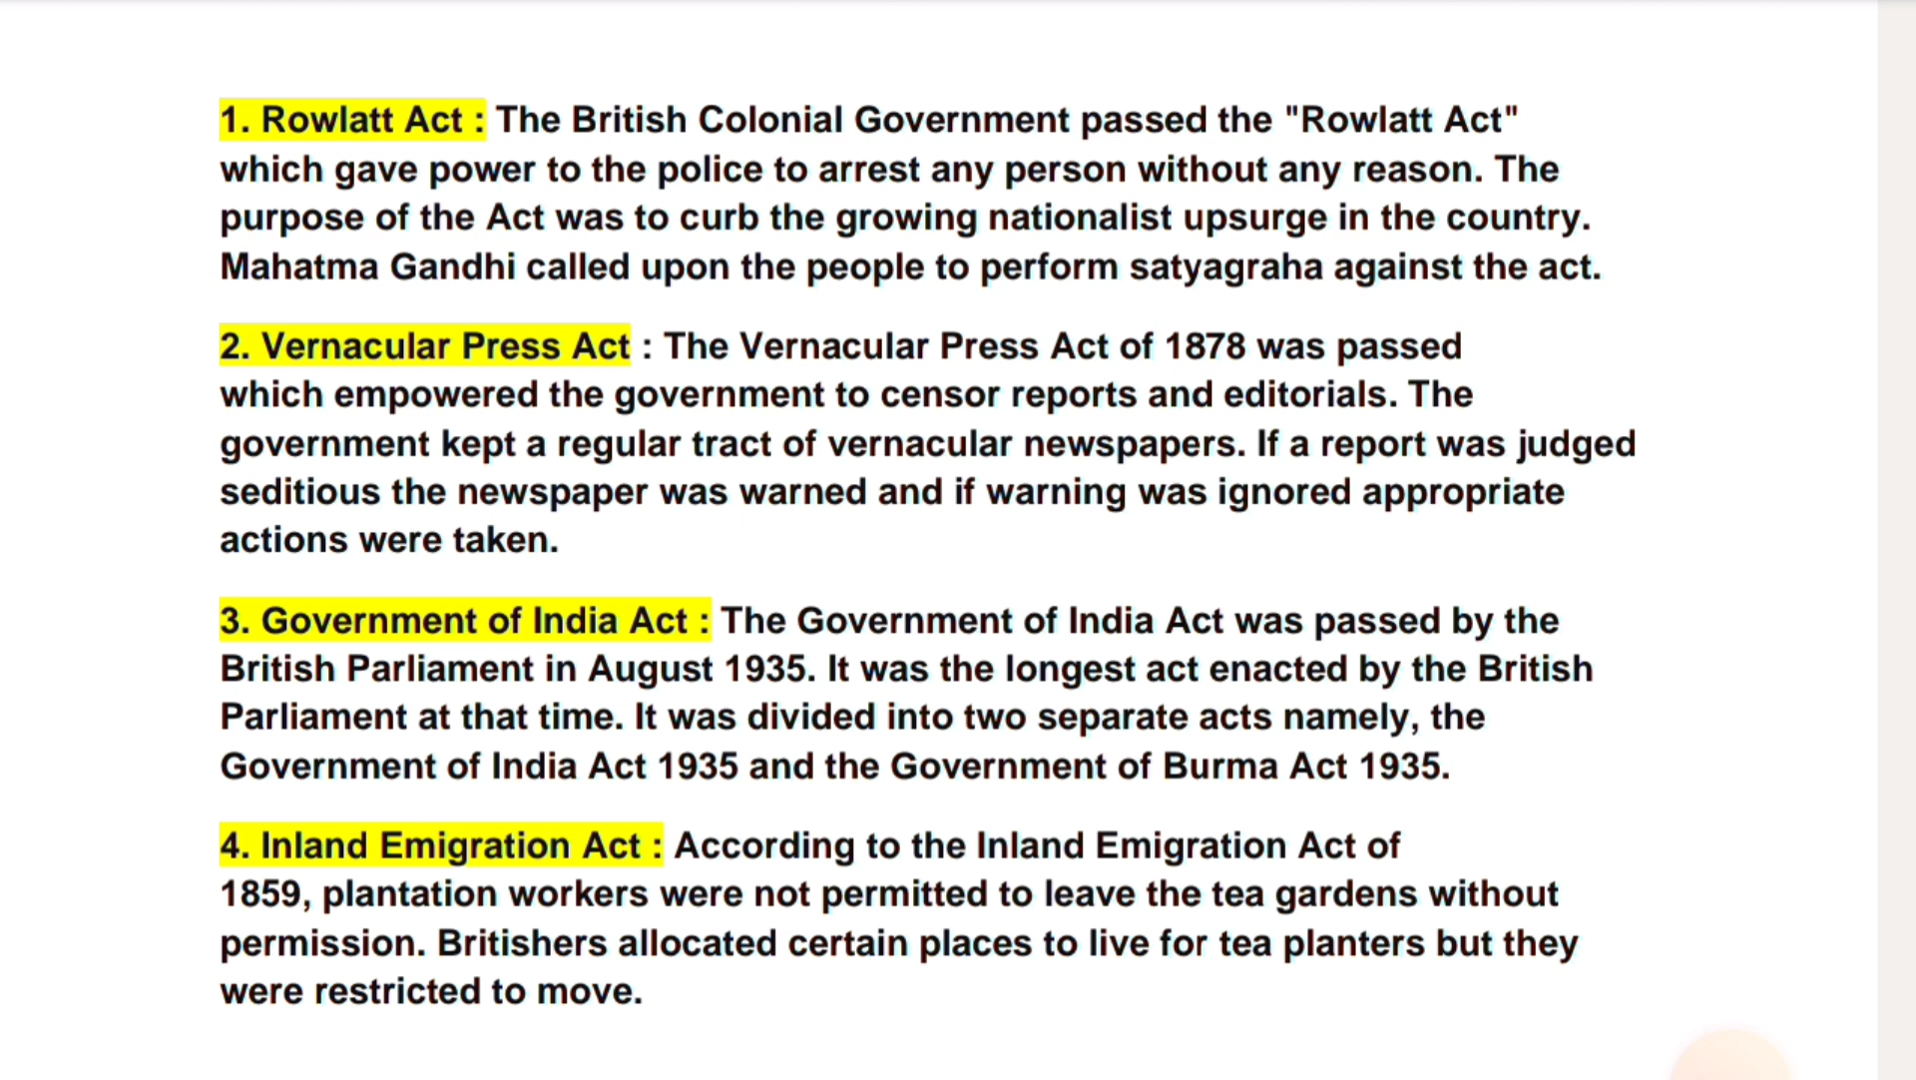 1. Rowlatt Act : The British Colonial Government passed the "Rowlatt Act"
which gave power to the police to arrest any person without any reason. The
purpose of the Act was to curb the growing nationalist upsurge in the country.
Mahatma Gandhi called upon the people to perform satyagraha against the act.
2. Vernacular Press Act : The Vernacular Press Act of 1878 was passed
which empowered the government to censor reports and editorials. The
government kept a regular tract of vernacular newspapers. If a report was judged
seditious the newspaper was warned and if warning was ignored appropriate
actions were taken.
3. Government of India Act : The Government of India Act was passed by the
British Parliament in August 1935. It was the longest act enacted by the British
Parliament at that time. It was divided into two separate acts namely, the
Government of India Act 1935 and the Government of Burma Act 1935.
4. Inland Emigration Act : According to the Inland Emigration Act of
1859, plantation workers were not permitted to leave the tea gardens without
permission. Britishers allocated certain places to live for tea planters but they
were restricted to move.